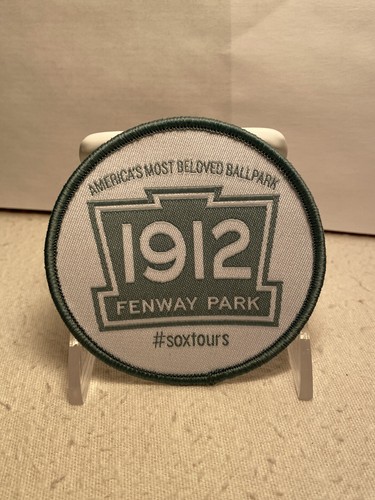 AMERICA'S MOST BELOVED BALLPARK
1912
FENWAY PARK
#soxtours